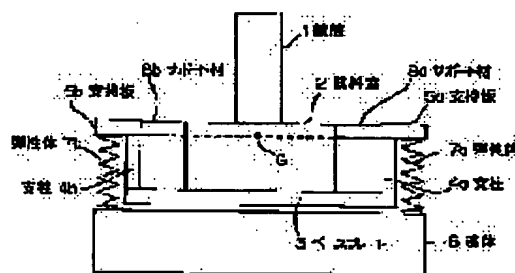 1 鏡筒
2 試料室
8b サポート材
8a サポート材
5b 支持板
5a 支持板
G
弾性体 7b
7a 弾性体
支柱 4b
4a 支柱
3 ベースプレート
6 基体